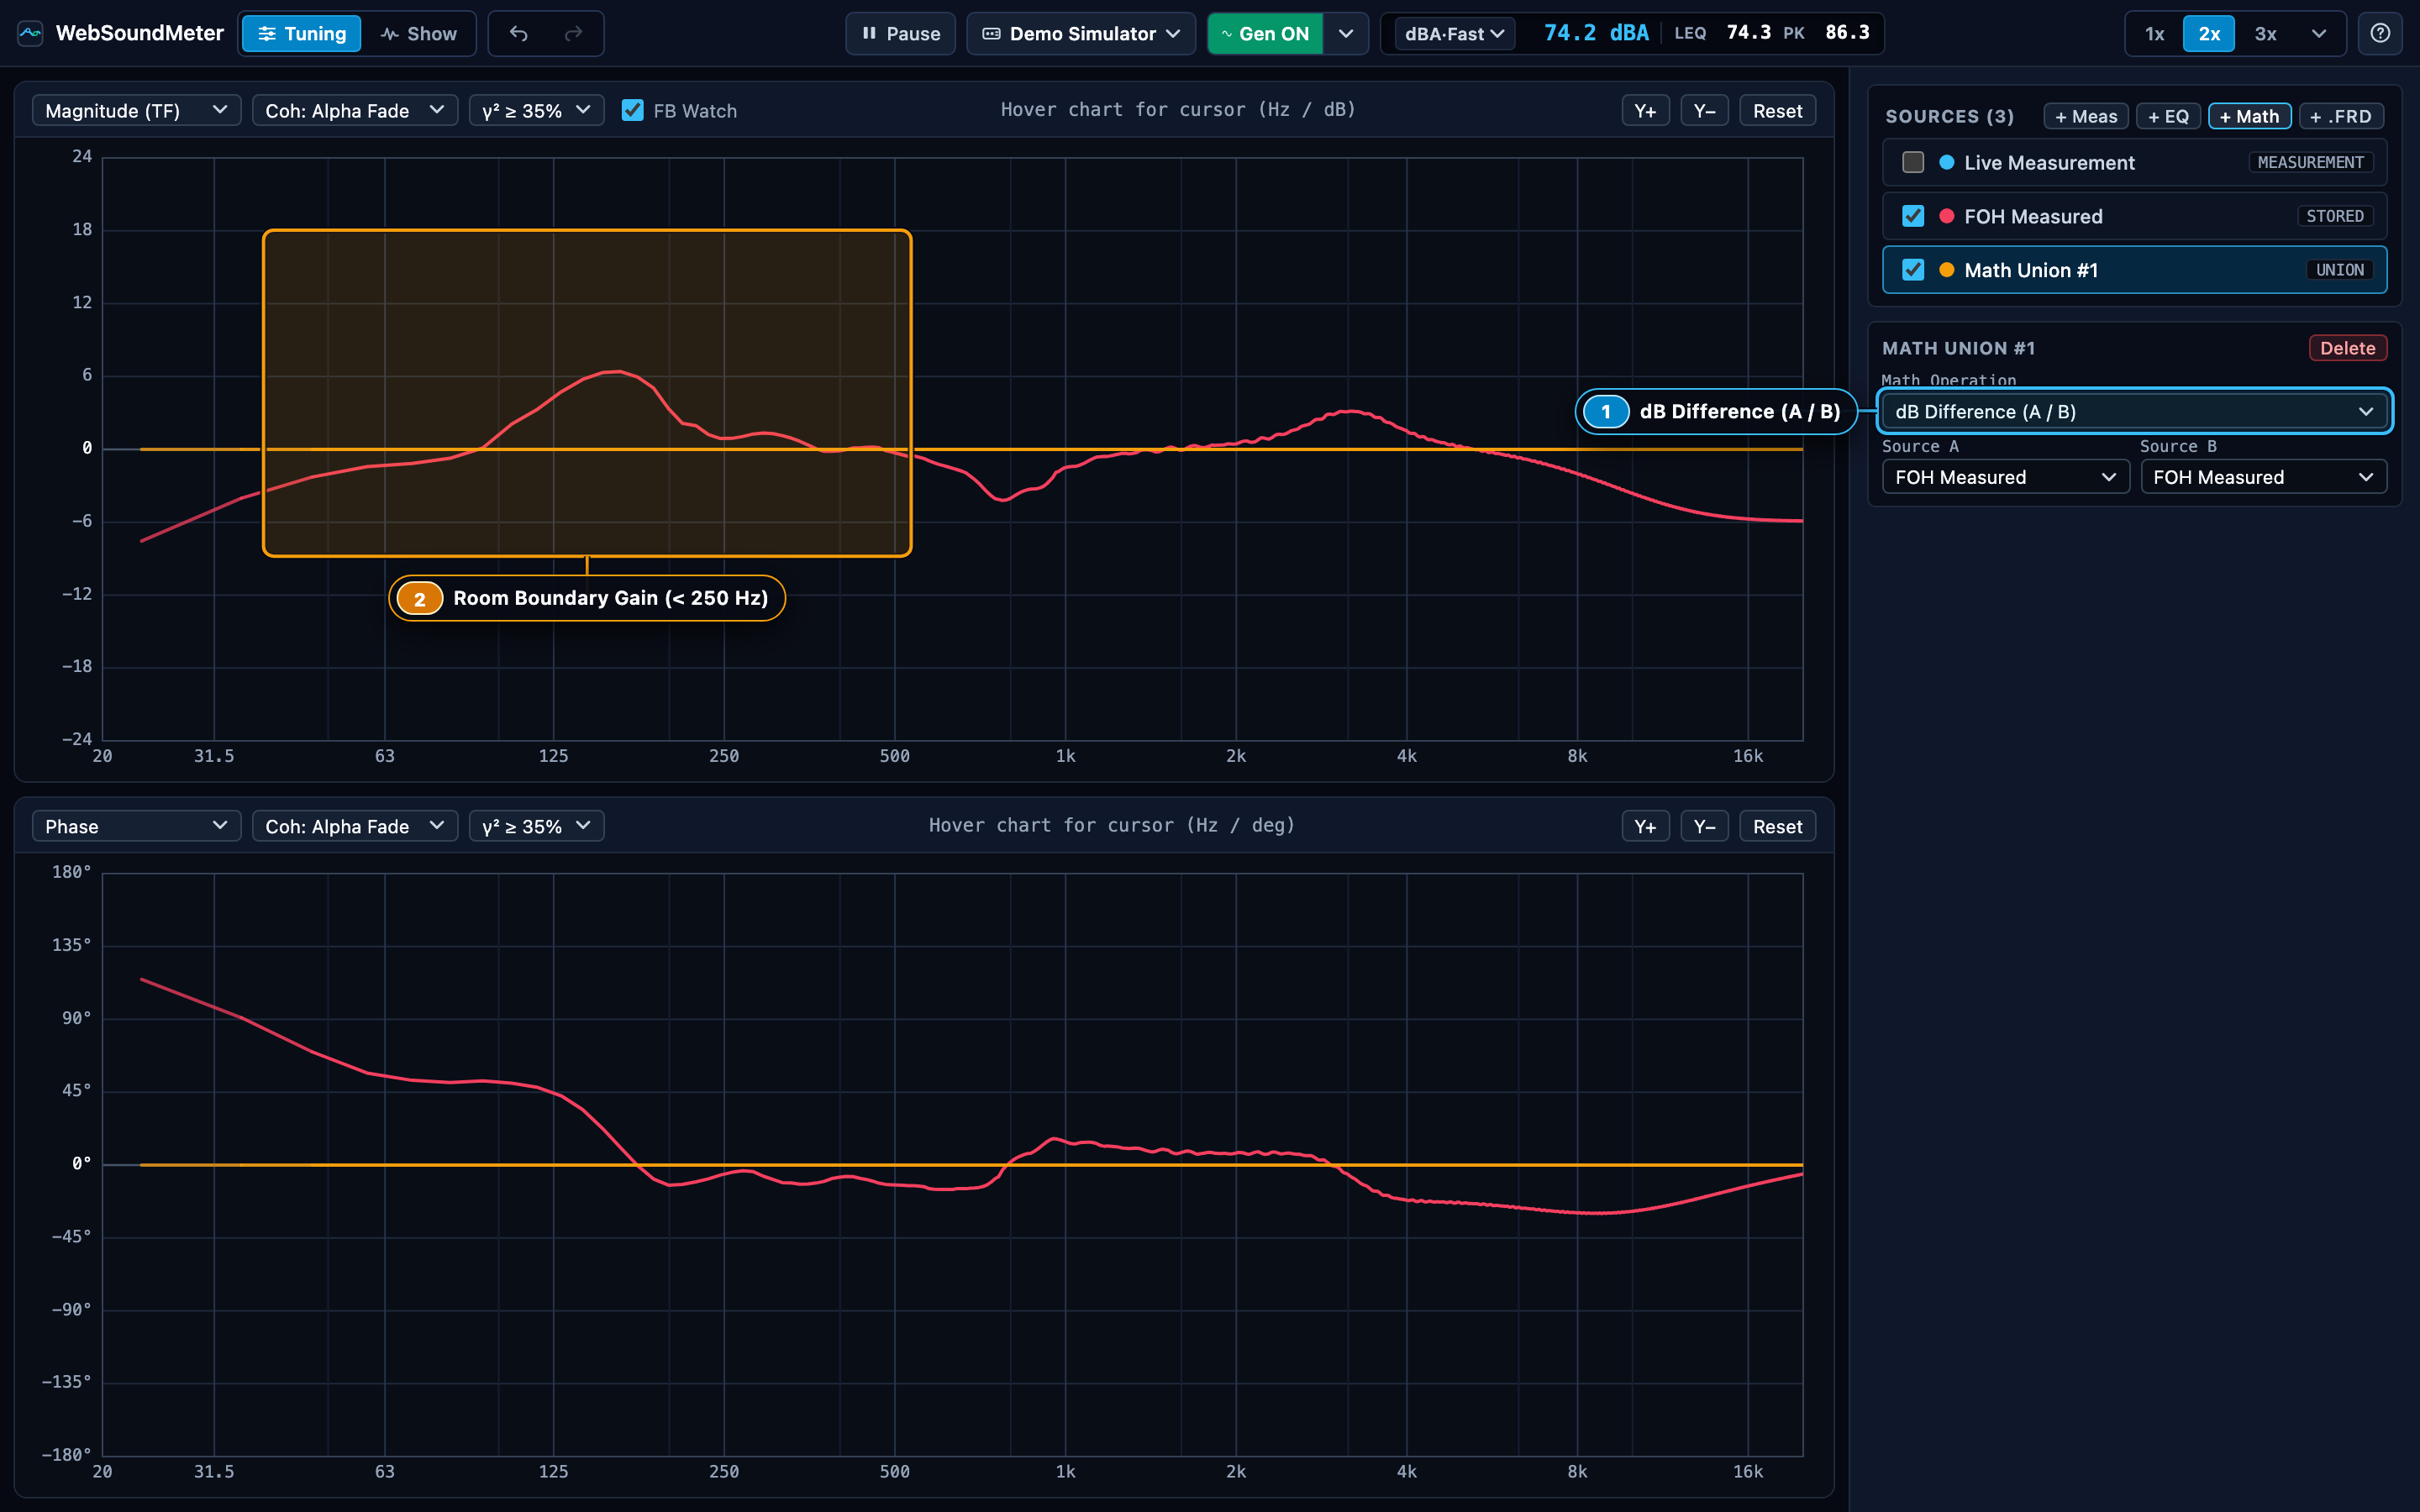 WebSoundMeter Tuning Show Pause Demo Simulator ~ Gen ON dBA·Fast 74.2 dBA LEQ 74.3 PK 86.3 1x 2x 3x
Magnitude (TF) Coh: Alpha Fade γ² ≥ 35% FB Watch Hover chart for cursor (Hz / dB) Y+ Y− Reset
24
18
12
6
0
−6
−12
−18
−24
20 31.5 63 125 250 500 1k 2k 4k 8k 16k
1 dB Difference (A / B)
2 Room Boundary Gain (< 250 Hz)
Phase Coh: Alpha Fade γ² ≥ 35% Hover chart for cursor (Hz / deg) Y+ Y− Reset
180°
135°
90°
45°
0°
−45°
−90°
−135°
−180°
20 31.5 63 125 250 500 1k 2k 4k 8k 16k
SOURCES (3) + Meas + EQ + Math + .FRD
Live Measurement MEASUREMENT
FOH Measured STORED
Math Union #1 UNION
MATH UNION #1 Delete
Math Operation
dB Difference (A / B)
Source A Source B
FOH Measured FOH Measured